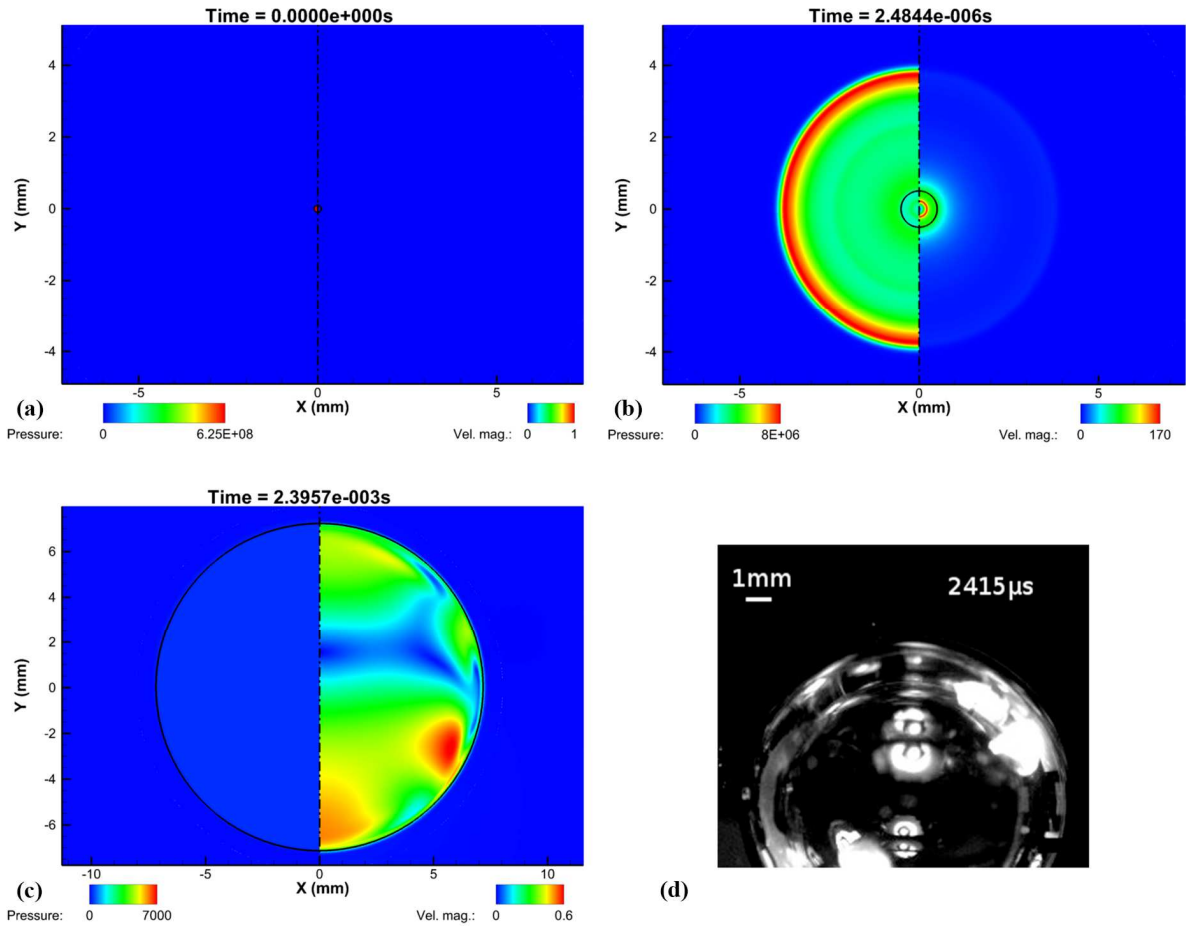 Time = 0.0000e+000s
4
2
0
-2
-4
Y (mm)
-5
0
5
X (mm)
(a)
Pressure:
0
6.25E+08
Vel. mag.:
0
1
Time = 2.4844e-006s
4
2
0
-2
-4
Y (mm)
-5
0
5
X (mm)
(b)
Pressure:
0
8E+06
Vel. mag.:
0
170
Time = 2.3957e-003s
6
4
2
0
-2
-4
-6
Y (mm)
-10
-5
0
5
10
X (mm)
(c)
Pressure:
0
7000
Vel. mag.:
0
0.6
1mm
2415μs
(d)